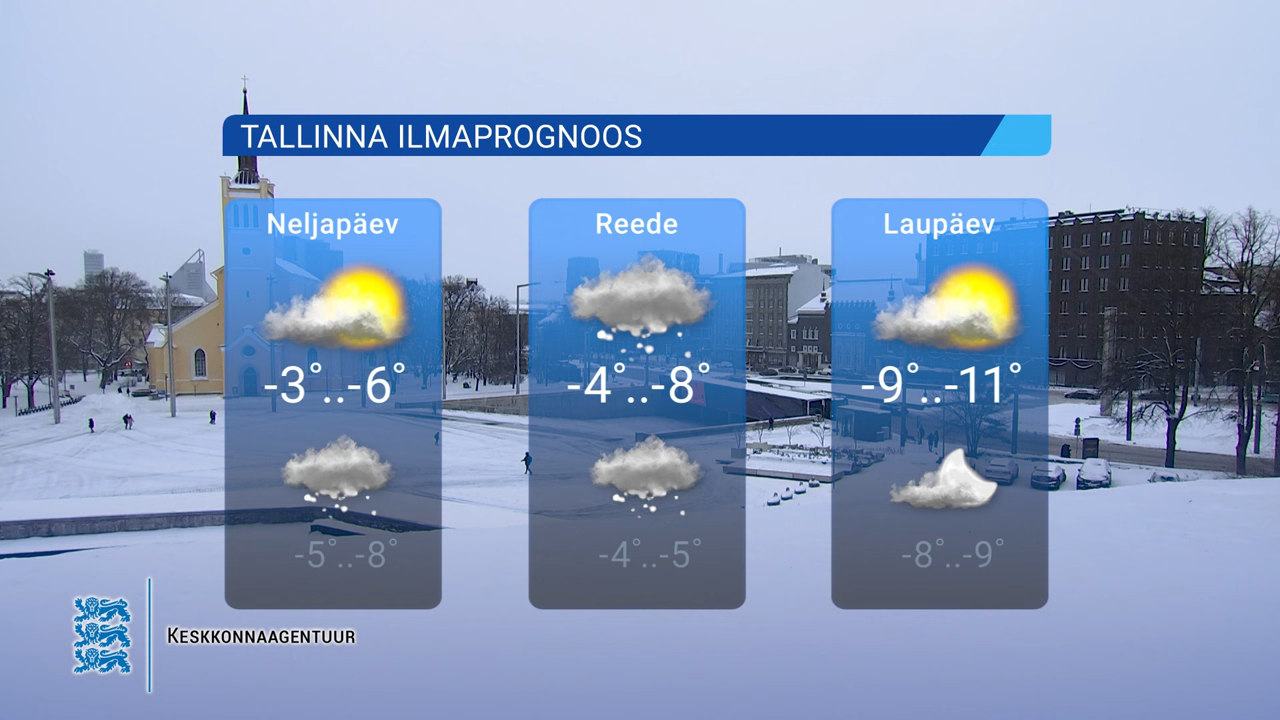 TALLINNA ILMAPROGNOOS
Neljapäev
Reede
Laupäev
-3°..-6°
-4°..-8°
-9°..-11°
-5°..-8°
-4°..-5°
-8°..-9°
KESKKONNAAGENTUUR